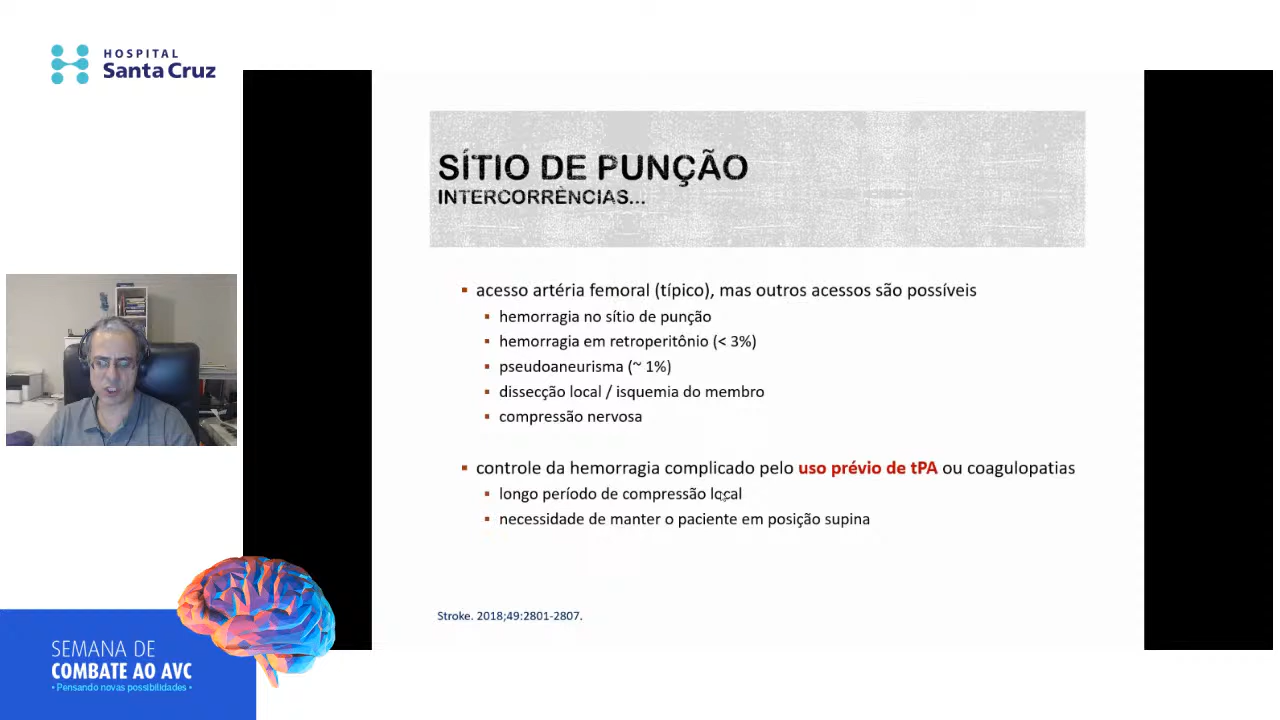 HOSPITAL
Santa Cruz
SÍTIO DE PUNÇÃO
INTERCORRÊNCIAS...
▪ acesso artéria femoral (típico), mas outros acessos são possíveis
▪ hemorragia no sítio de punção
▪ hemorragia em retroperitônio (< 3%)
▪ pseudoaneurisma (~ 1%)
▪ dissecção local / isquemia do membro
▪ compressão nervosa
▪ controle da hemorragia complicado pelo uso prévio de tPA ou coagulopatias
▪ longo período de compressão local
▪ necessidade de manter o paciente em posição supina
Stroke. 2018;49:2801-2807.
SEMANA DE
COMBATE AO AVC
• Pensando novas possibilidades •